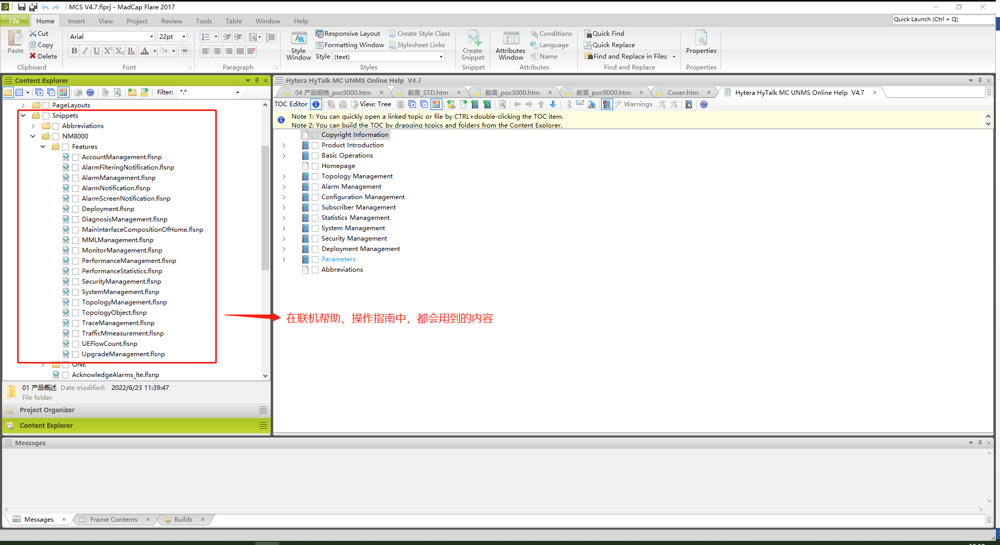 MCS V4.7.flprj - MadCap Flare 2017
File Home Insert View Project Review Tools Table Window Help
Quick Launch (Ctrl + Q)
Paste
Cut
Copy
Delete
Clipboard
Arial 22pt
B I U X² X₂ B A
Font
Paragraph
Style Window
Responsive Layout
Formatting Window
Style (text)
Create Style Class
Stylesheet Links
Styles
Create Snippet
Snippet
Attributes Window
Conditions
Language
Name
Attributes
Quick Find
Quick Replace
Find and Replace in Files
Find and Replace
Properties
Properties
Content Explorer
Filter: *.*
PageLayouts
Snippets
Abbreviations
NM8000
Features
AccountManagement.flsnp
AlarmFilteringNotification.flsnp
AlarmManagement.flsnp
AlarmNotification.flsnp
AlarmScreenNotification.flsnp
Deployment.flsnp
DiagnosisManagement.flsnp
MainInterfaceCompositionOfHome.flsnp
MMLManagement.flsnp
MonitorManagement.flsnp
PerformanceManagement.flsnp
PerformanceStatistics.flsnp
SecurityManagement.flsnp
SystemManagement.flsnp
TopologyManagement.flsnp
TopologyObject.flsnp
TraceManagement.flsnp
TrafficMmeasurement.flsnp
UEFlowCount.flsnp
UpgradeManagement.flsnp
ONE
AcknowledgeAlarms_lte.flsnp
01 产品概述 Date modified: 2022/6/23 11:39:47
File folder
Project Organizer
Content Explorer
Hytera HyTalk MC UNMS Online Help V4.7
04 产品规格_poc9000.htm 前言_STD.htm 前言_poc3000.htm 前言_poc9000.htm Cover.htm Hytera HyTalk MC UNMS Online Help V4.7
TOC Editor View: Tree Warnings
Note 1: You can quickly open a linked topic or file by CTRL+double-clicking the TOC item.
Note 2: You can build the TOC by dragging topics and folders from the Content Explorer.
Copyright Information
Product Introduction
Basic Operations
Homepage
Topology Management
Alarm Management
Configuration Management
Subscriber Management
Statistics Management
System Management
Security Management
Deployment Management
Parameters
Abbreviations
在联机帮助、操作指南中，都会用到的内容
Messages
Messages Frame Contents Builds